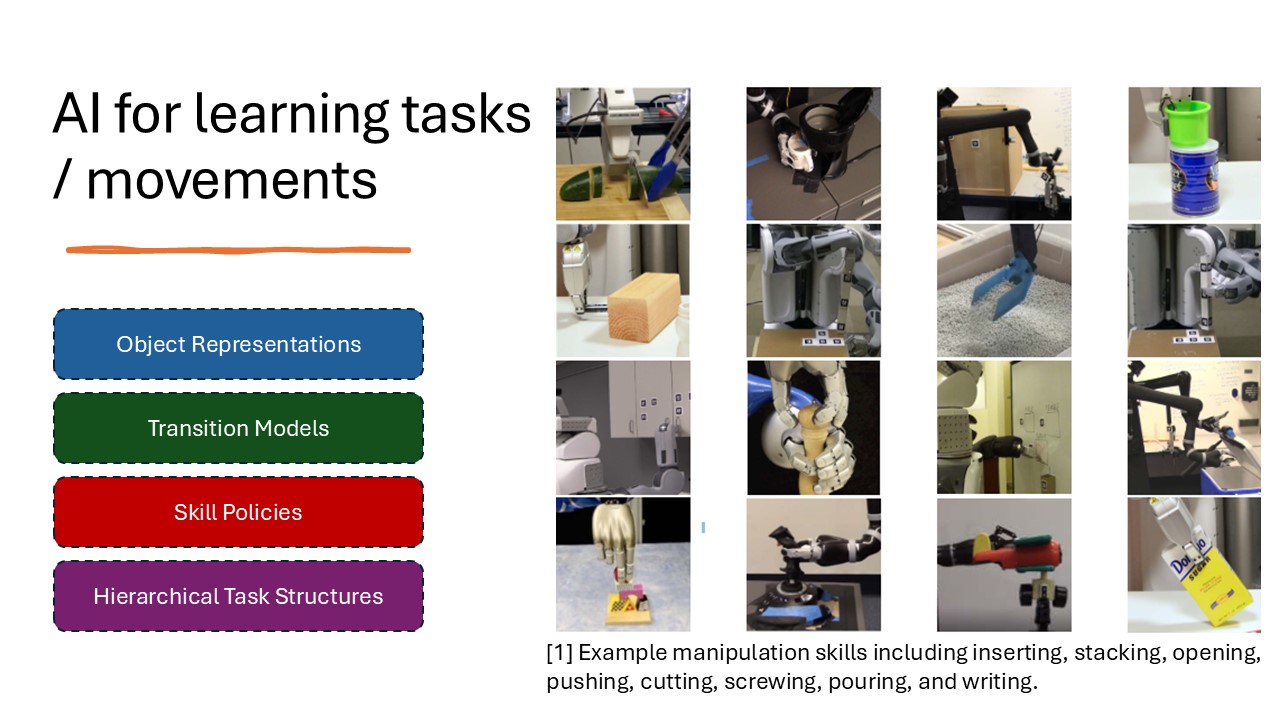 AI for learning tasks
/ movements
Object Representations
Transition Models
Skill Policies
Hierarchical Task Structures
[1] Example manipulation skills including inserting, stacking, opening,
pushing, cutting, screwing, pouring, and writing.